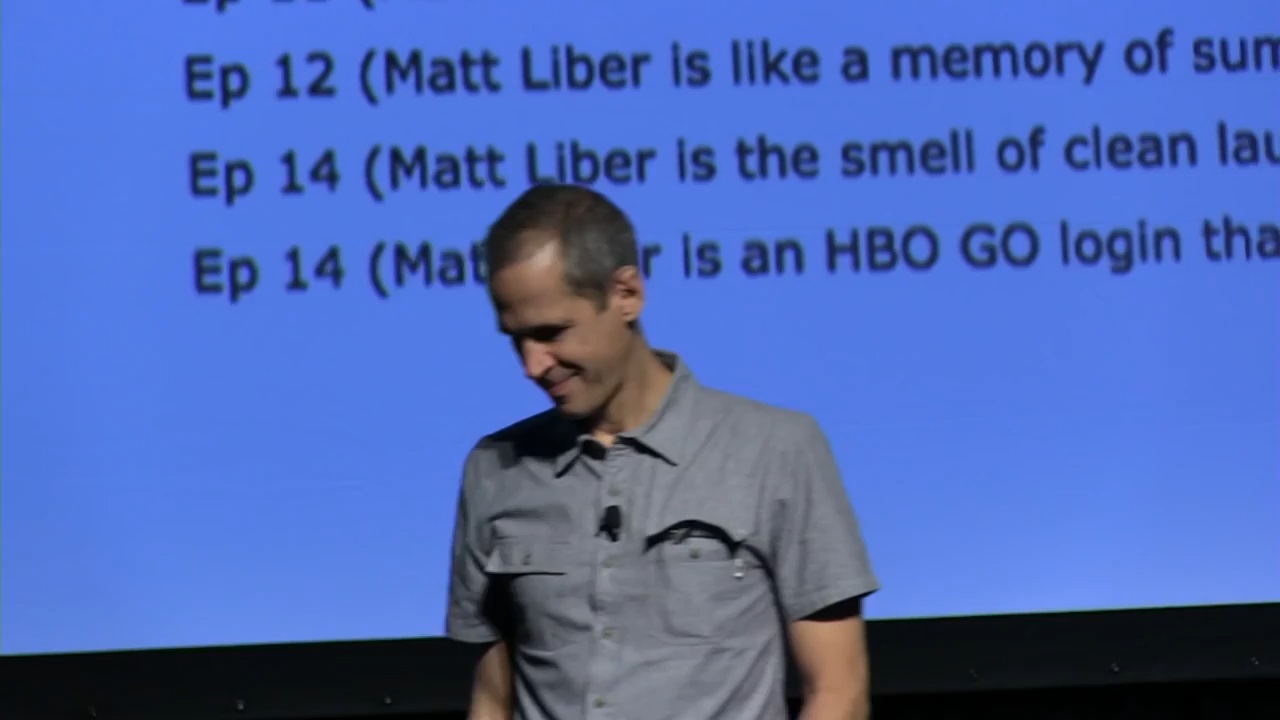 Ep (
Ep 12 (Matt Liber is like a memory of sum
Ep 14 (Matt Liber is the smell of clean lau
Ep 14 (Mat r is an HBO GO login tha